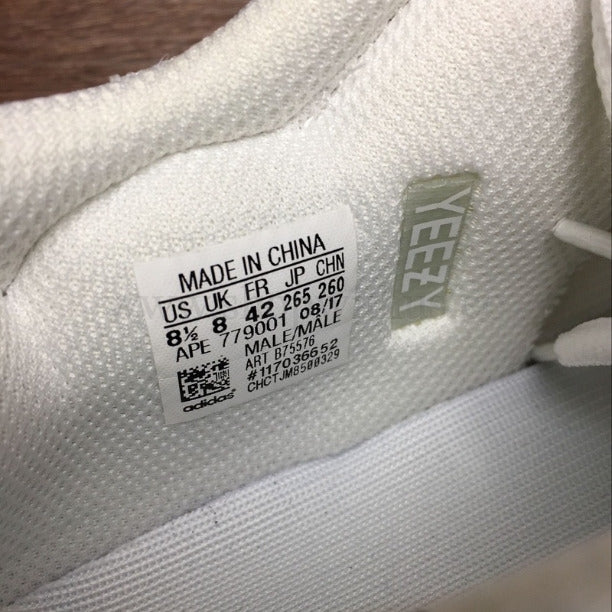 MADE IN CHINA
US UK FR JP CHN
8½ 8 42 265 260
APE 779001 08/17
MALE/MÂLE
ART B75576
#117036652
CHCTJM8500329
adidas
YEEZY